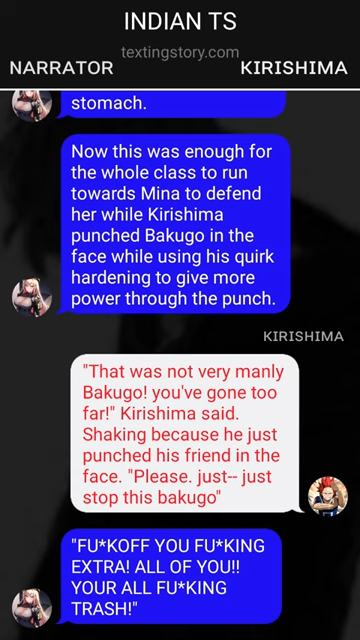 INDIAN TS
textingstory.com
NARRATOR KIRISHIMA
stomach.
Now this was enough for
the whole class to run
towards Mina to defend
her while Kirishima
punched Bakugo in the
face while using his quirk
hardening to give more
power through the punch.
KIRISHIMA
"That was not very manly
Bakugo! you've gone too
far!" Kirishima said.
Shaking because he just
punched his friend in the
face. "Please. just-- just
stop this bakugo"
"FU*KOFF YOU FU*KING
EXTRA! ALL OF YOU!!
YOUR ALL FU*KING
TRASH!"